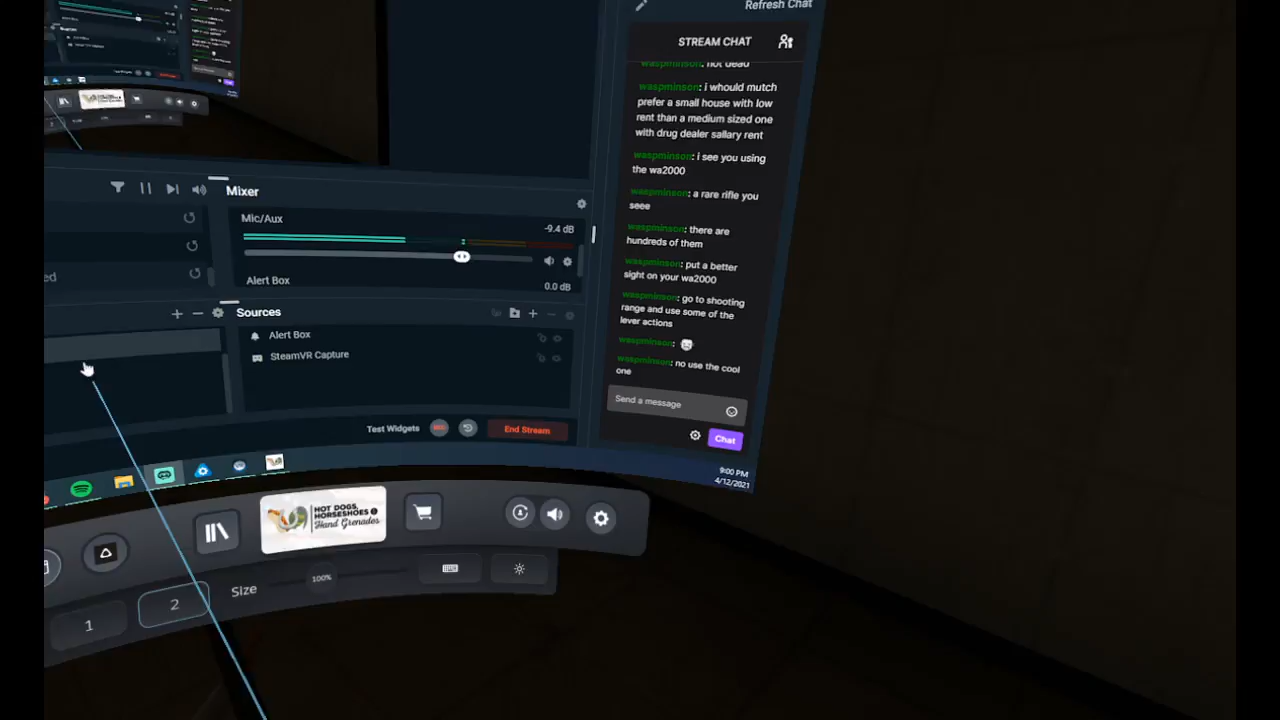 Refresh Chat
STREAM CHAT
waspminson: not dead
waspminson: i whould mutch
prefer a small house with low
rent than a medium sized one
with drug dealer sallary rent
waspminson: i see you using
the wa2000
waspminson: a rare rifle you
seee
waspminson: there are
hundreds of them
waspminson: put a better
sight on your wa2000
waspminson: go to shooting
range and use some of the
lever actions
waspminson:
waspminson: no use the cool
one
Send a message
Chat
Mixer
Mic/Aux
-9.4 dB
Alert Box
0.0 dB
ed
Sources
Alert Box
SteamVR Capture
Test Widgets
REC
End Stream
9:00 PM
4/12/2021
HOT DOGS,
HORSESHOES &
Hand Grenades
1
2
Size
100%